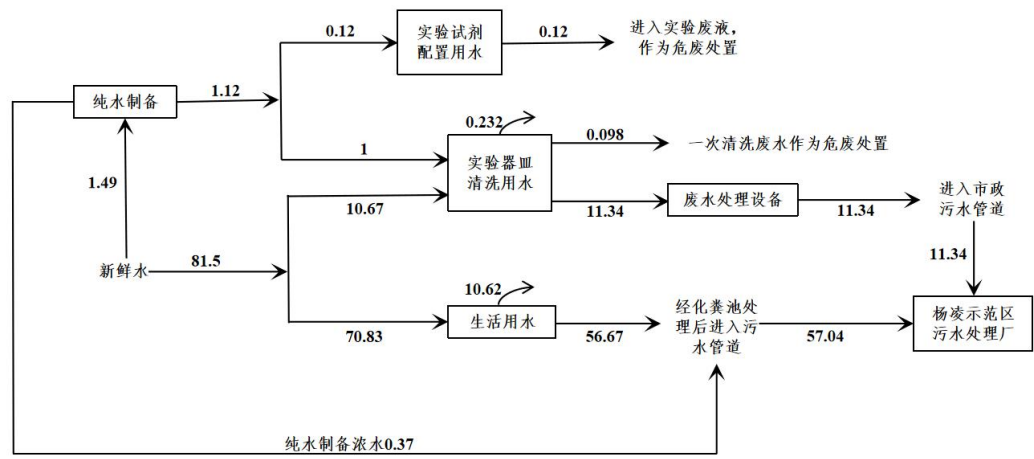 0.12
实验试剂
配置用水
0.12
进入实验废液，
作为危废处置
纯水制备
1.12
0.232
0.098
一次清洗废水作为危废处置
1
实验器皿
清洗用水
1.49
10.67
11.34
废水处理设备
11.34
进入市政
污水管道
新鲜水
81.5
11.34
10.62
70.83
生活用水
56.67
经化粪池处
理后进入污
水管道
57.04
杨凌示范区
污水处理厂
纯水制备浓水0.37